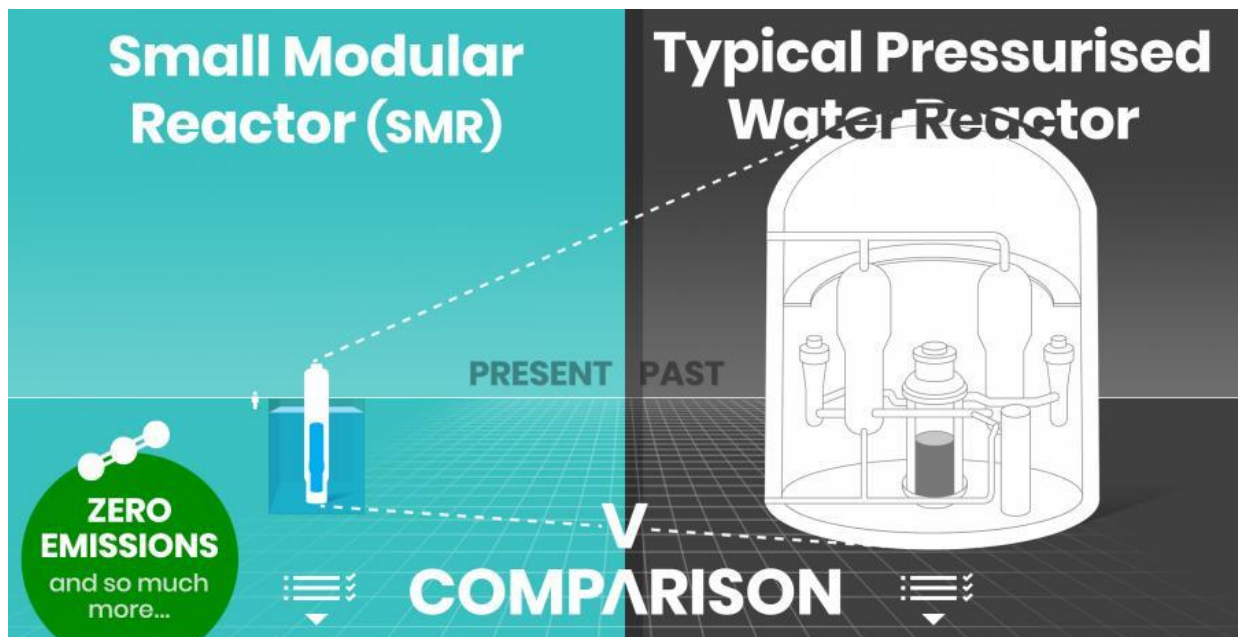 Small Modular
Reactor (SMR)
Typical Pressurised
Water Reactor
PRESENT
PAST
ZERO
EMISSIONS
and so much
more...
V
COMPARISON